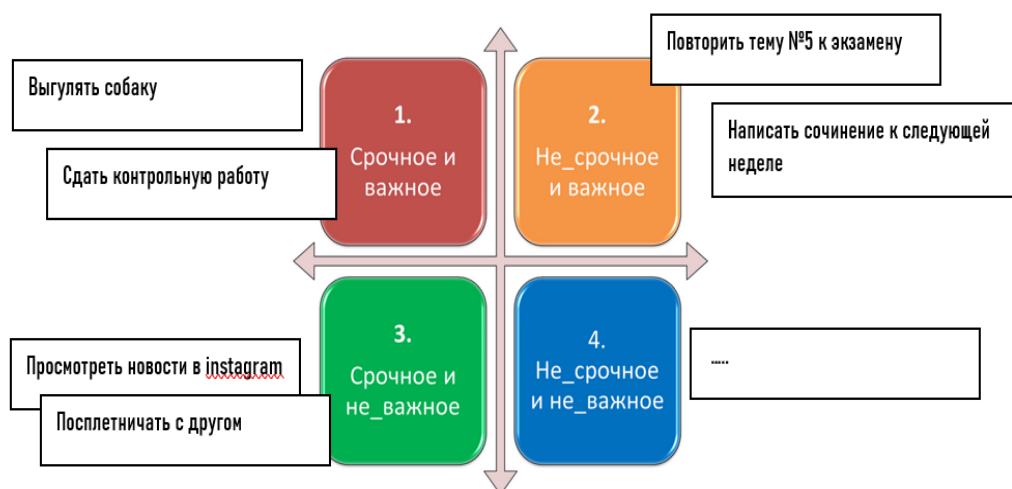 Повторить тему №5 к экзамену
Выгулять собаку
1.
Срочное и
важное
2.
Не_срочное
и важное
Написать сочинение к следующей
неделе
Сдать контрольную работу
3.
Срочное и
не_важное
4.
Не_срочное
и не_важное
Просмотреть новости в instagram
.....
Посплетничать с другом